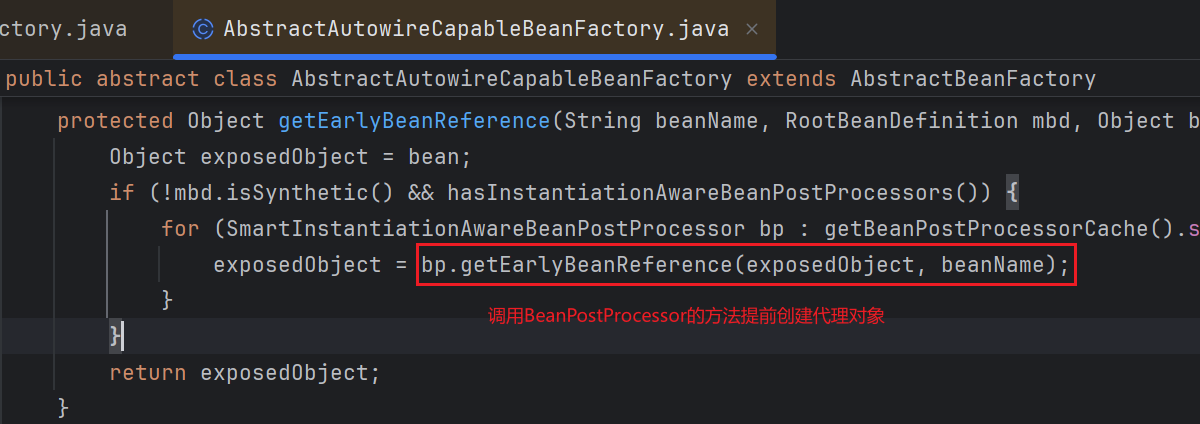 ctory.java
AbstractAutowireCapableBeanFactory.java
public abstract class AbstractAutowireCapableBeanFactory extends AbstractBeanFactory
protected Object getEarlyBeanReference(String beanName, RootBeanDefinition mbd, Object b
Object exposedObject = bean;
if (!mbd.isSynthetic() && hasInstantiationAwareBeanPostProcessors()) {
for (SmartInstantiationAwareBeanPostProcessor bp : getBeanPostProcessorCache().s
exposedObject = bp.getEarlyBeanReference(exposedObject, beanName);
}
调用BeanPostProcessor的方法提前创建代理对象
}
return exposedObject;
}